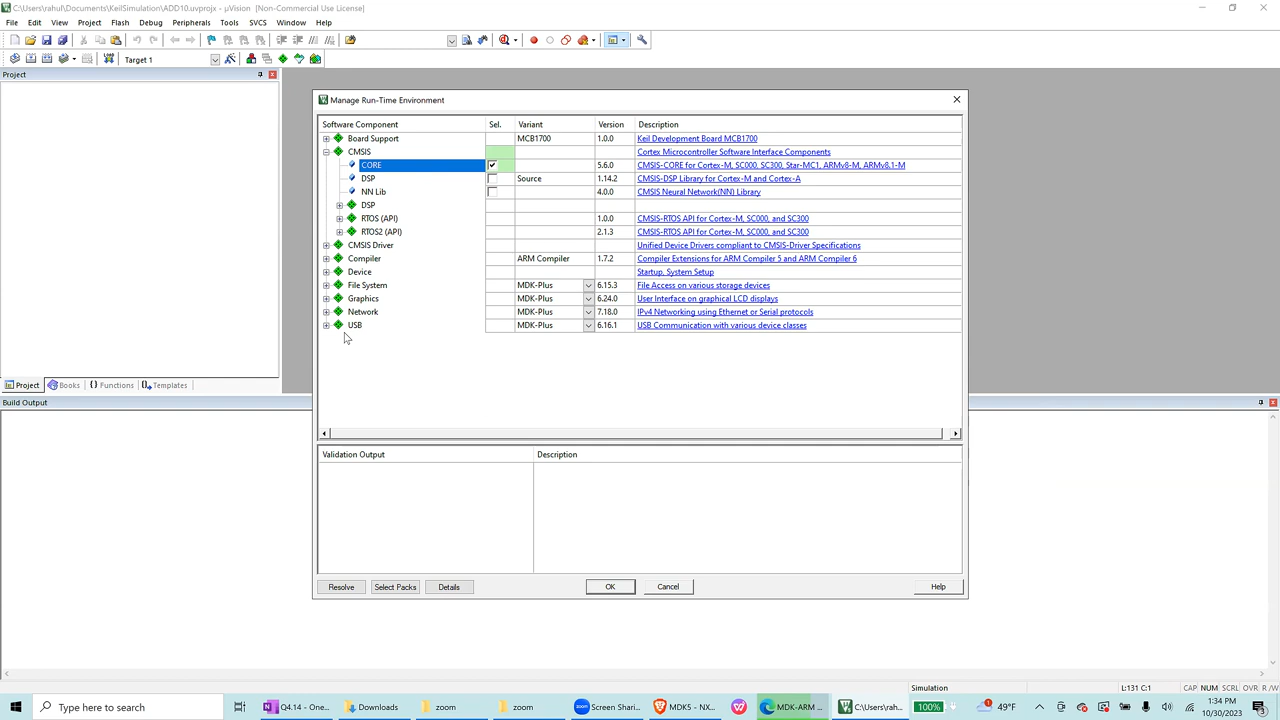 C:\Users\rahul\Documents\KeilSimulation\ADD10.uvprojx - µVision [Non-Commercial Use License]
File Edit View Project Flash Debug Peripherals Tools SVCS Window Help
Target 1
Project
Manage Run-Time Environment
Software Component Sel. Variant Version Description
Board Support MCB1700 1.0.0 Keil Development Board MCB1700
CMSIS Cortex Microcontroller Software Interface Components
CORE 5.6.0 CMSIS-CORE for Cortex-M, SC000, SC300, Star-MC1, ARMv8-M, ARMv8.1-M
DSP Source 1.14.2 CMSIS-DSP Library for Cortex-M and Cortex-A
NN Lib 4.0.0 CMSIS Neural Network(NN) Library
DSP
RTOS (API) 1.0.0 CMSIS-RTOS API for Cortex-M, SC000, and SC300
RTOS2 (API) 2.1.3 CMSIS-RTOS API for Cortex-M, SC000, and SC300
CMSIS Driver Unified Device Drivers compliant to CMSIS-Driver Specifications
Compiler ARM Compiler 1.7.2 Compiler Extensions for ARM Compiler 5 and ARM Compiler 6
Device Startup, System Setup
File System MDK-Plus 6.15.3 File Access on various storage devices
Graphics MDK-Plus 6.24.0 User Interface on graphical LCD displays
Network MDK-Plus 7.18.0 IPv4 Networking using Ethernet or Serial protocols
USB MDK-Plus 6.16.1 USB Communication with various device classes
Project Books {} Functions Templates
Build Output
Validation Output Description
Resolve Select Packs Details OK Cancel Help
Simulation L:131 C:1 CAP NUM SCRL OVR R/W
Type here to search
Q4.14 - One... Downloads zoom zoom Screen Shari... MDK5 - NX... MDK-ARM ... C:\Users\rah... 100% 49°F
1:34 PM
10/30/2023